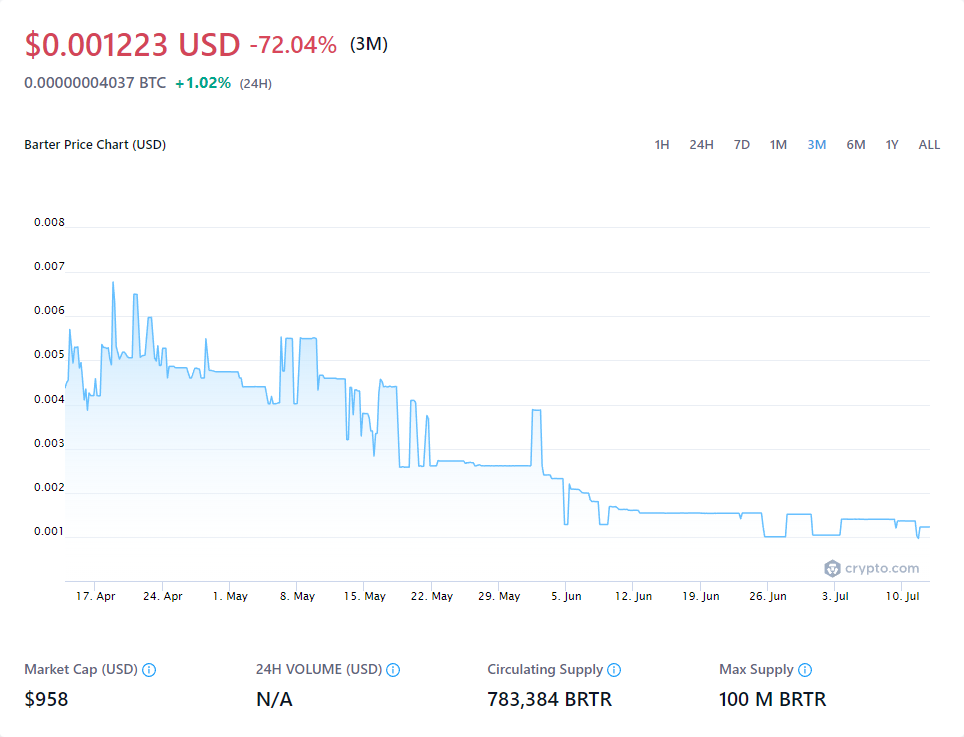 $0.001223 USD -72.04% (3M)
0.00000004037 BTC +1.02% (24H)
Barter Price Chart (USD) 1H 24H 7D 1M 3M 6M 1Y ALL
0.008
0.007
0.006
0.005
0.004
0.003
0.002
0.001
crypto.com
17. Apr 24. Apr 1. May 8. May 15. May 22. May 29. May 5. Jun 12. Jun 19. Jun 26. Jun 3. Jul 10. Jul
Market Cap (USD) 24H VOLUME (USD) Circulating Supply Max Supply
$958 N/A 783,384 BRTR 100 M BRTR